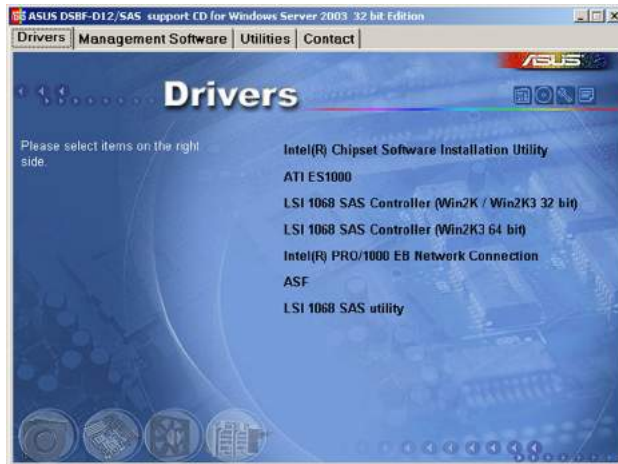 ASUS DSBF-D12/SAS support CD for Windows Server 2003 32 bit Edition
Drivers Management Software Utilities Contact
ASUS
Drivers
Please select items on the right
side.
Intel(R) Chipset Software Installation Utility
ATI ES1000
LSI 1068 SAS Controller (Win2K / Win2K3 32 bit)
LSI 1068 SAS Controller (Win2K3 64 bit)
Intel(R) PRO/1000 EB Network Connection
ASF
LSI 1068 SAS utility